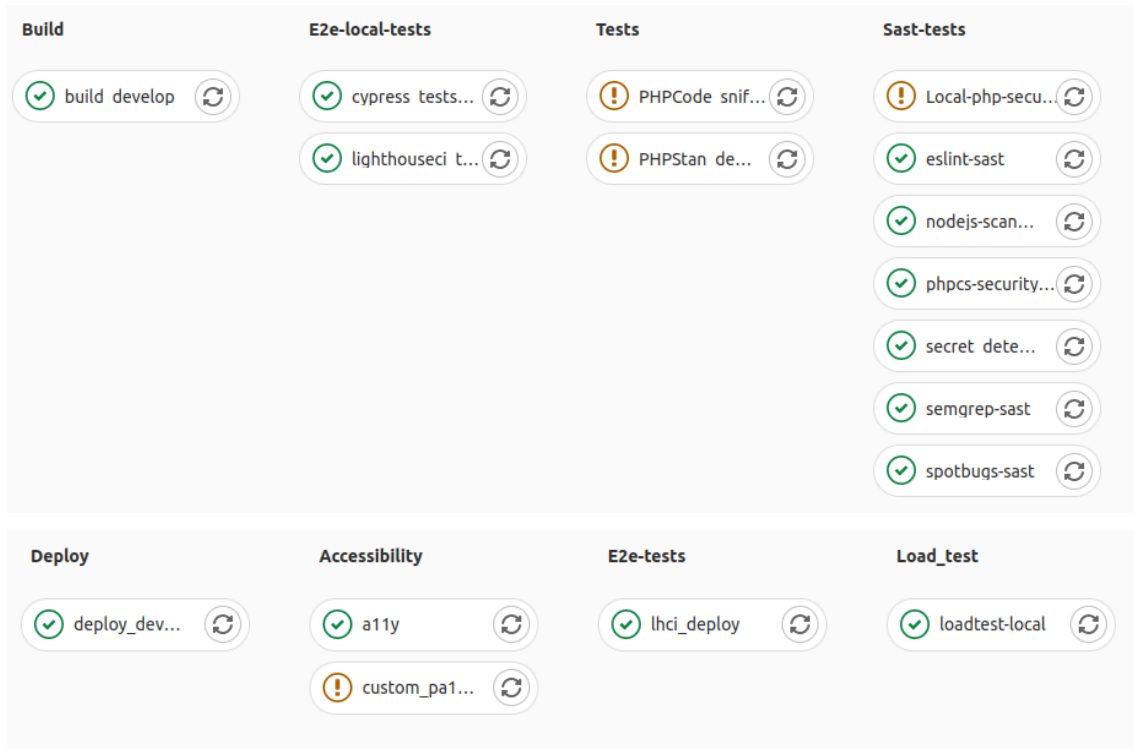 Build
build develop
E2e-local-tests
cypress tests...
lighthouseci t...
Tests
PHPCode snif...
PHPStan de...
Sast-tests
Local-php-secu...
eslint-sast
nodejs-scan...
phpcs-security...
secret dete...
semgrep-sast
spotbugs-sast
Deploy
deploy_dev...
Accessibility
a11y
custom_pa1...
E2e-tests
lhci_deploy
Load_test
loadtest-local